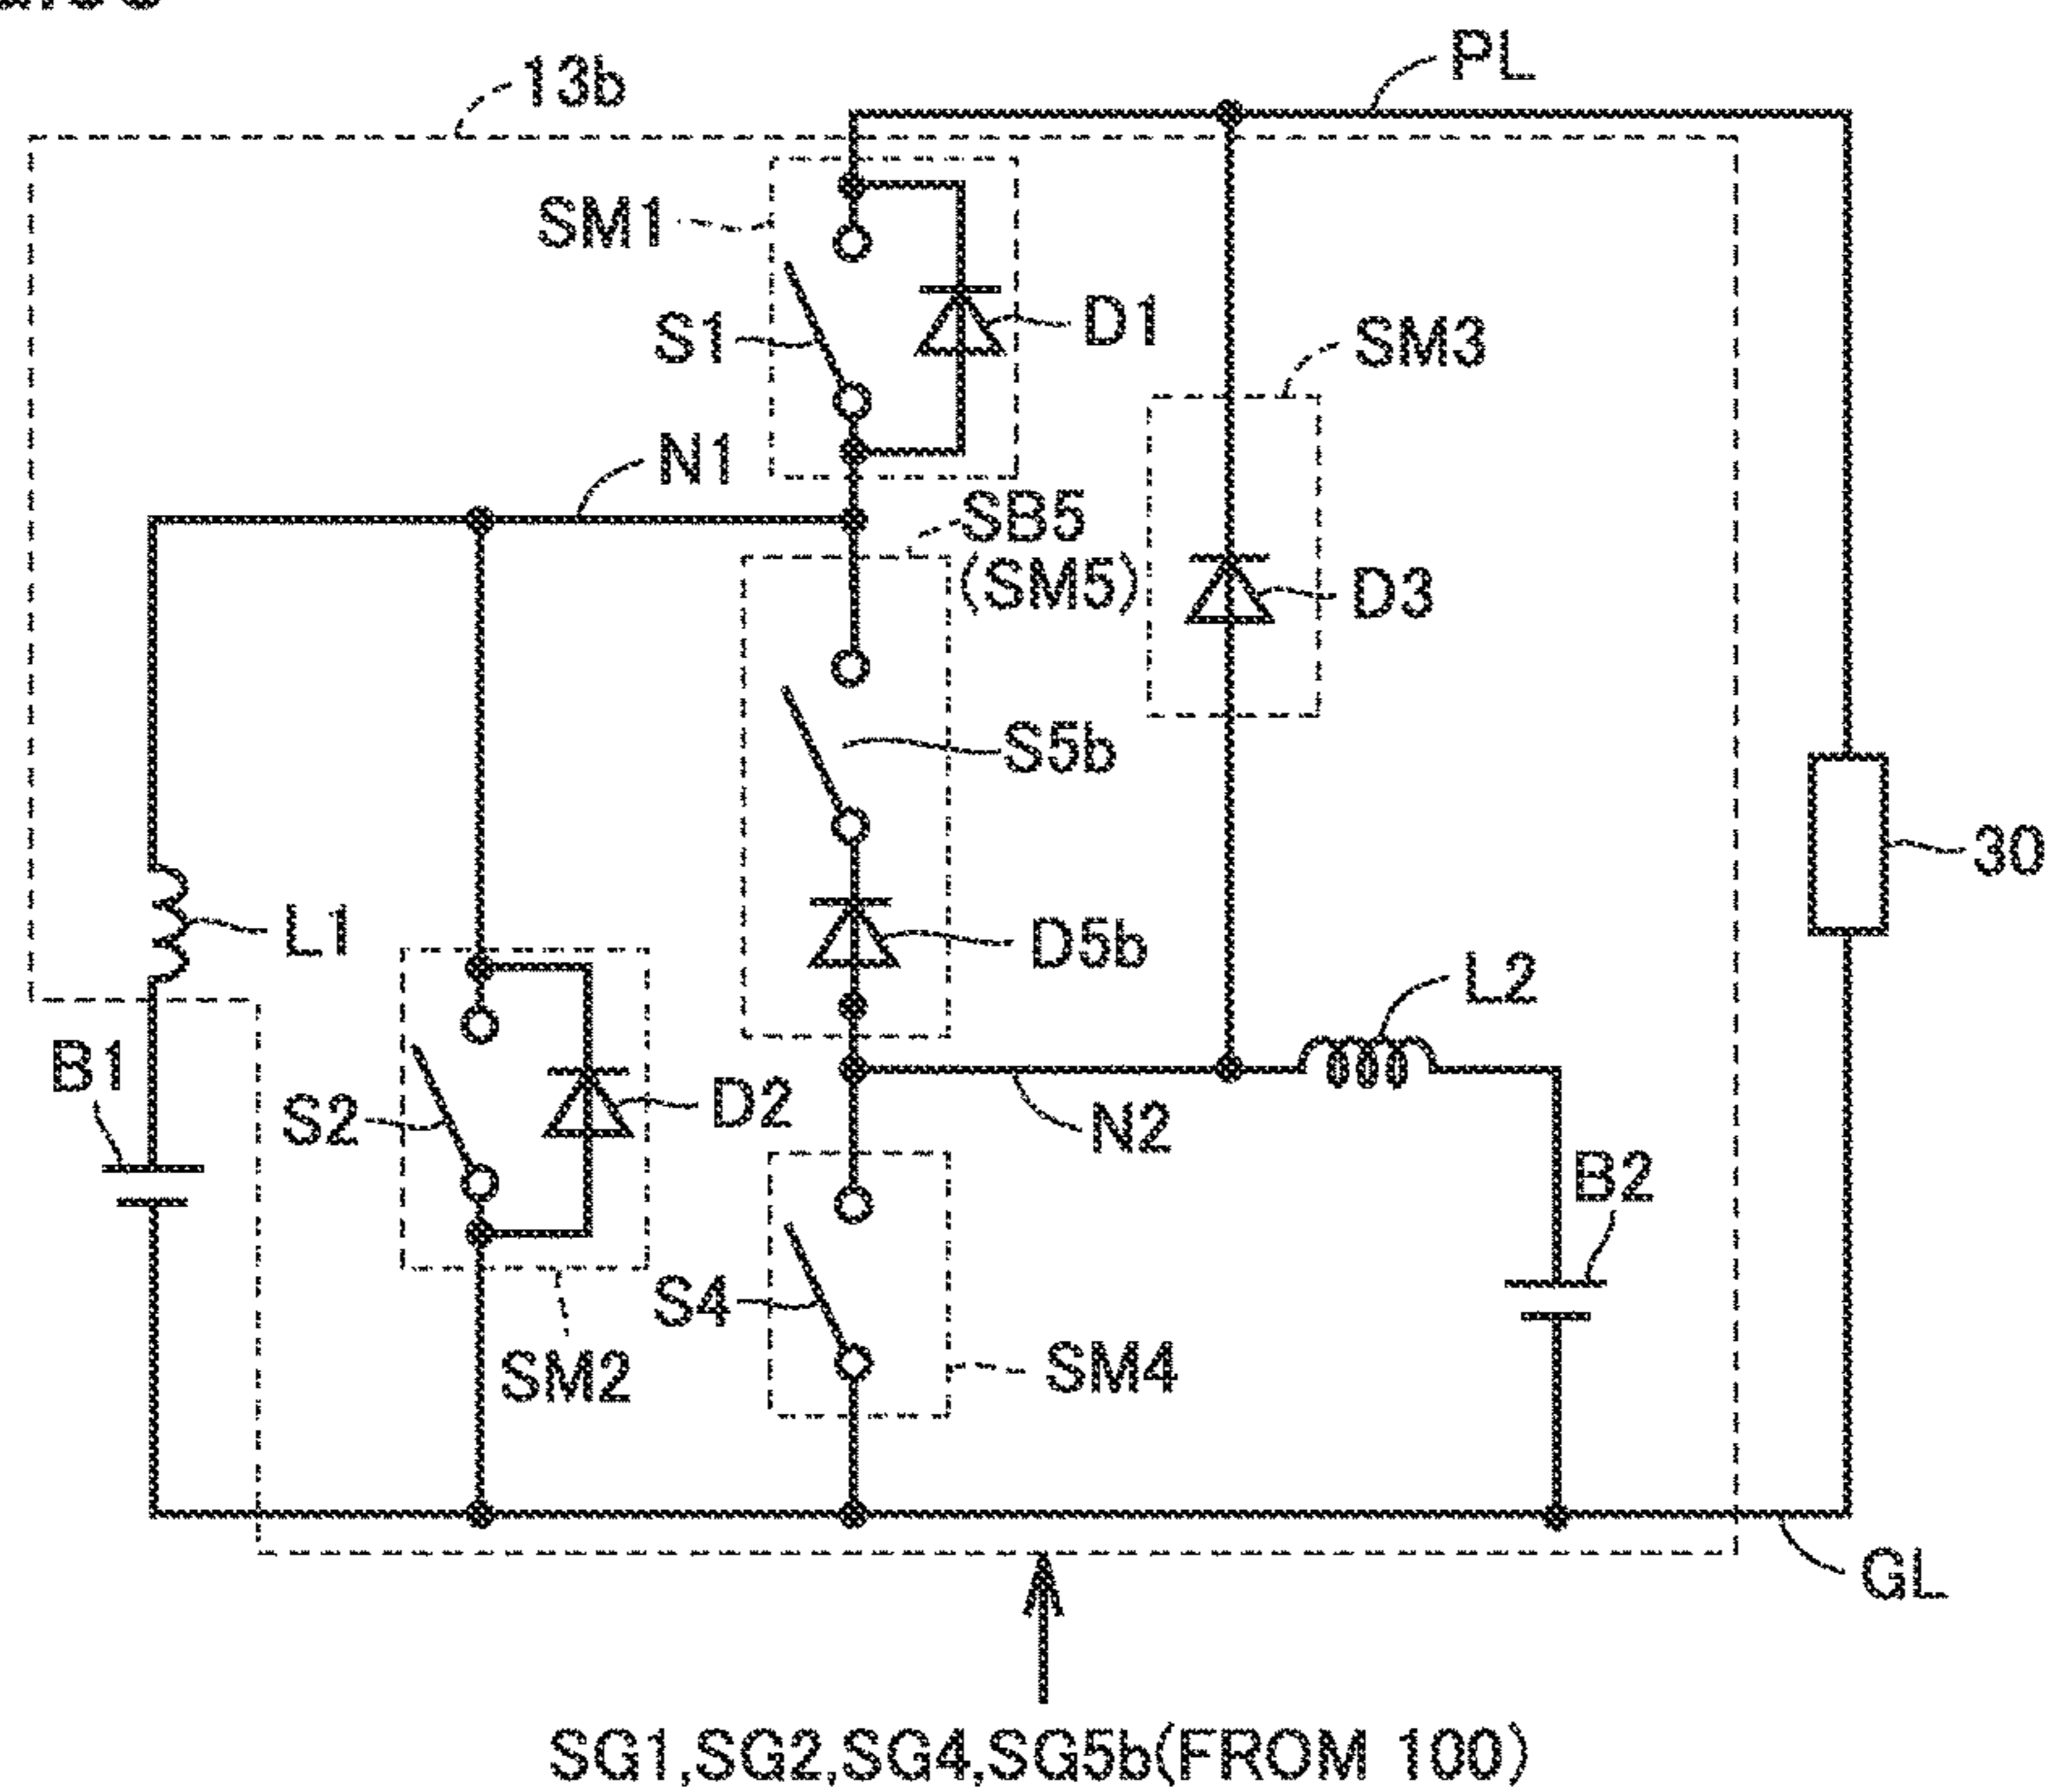 13b
PL
SM1
S1
D1
SM3
N1
SB5
(SM5)
D3
S5b
30
L1
D5b
L2
B1
S2
D2
N2
B2
S4
SM2
SM4
GL
SG1,SG2,SG4,SG5b(FROM 100)